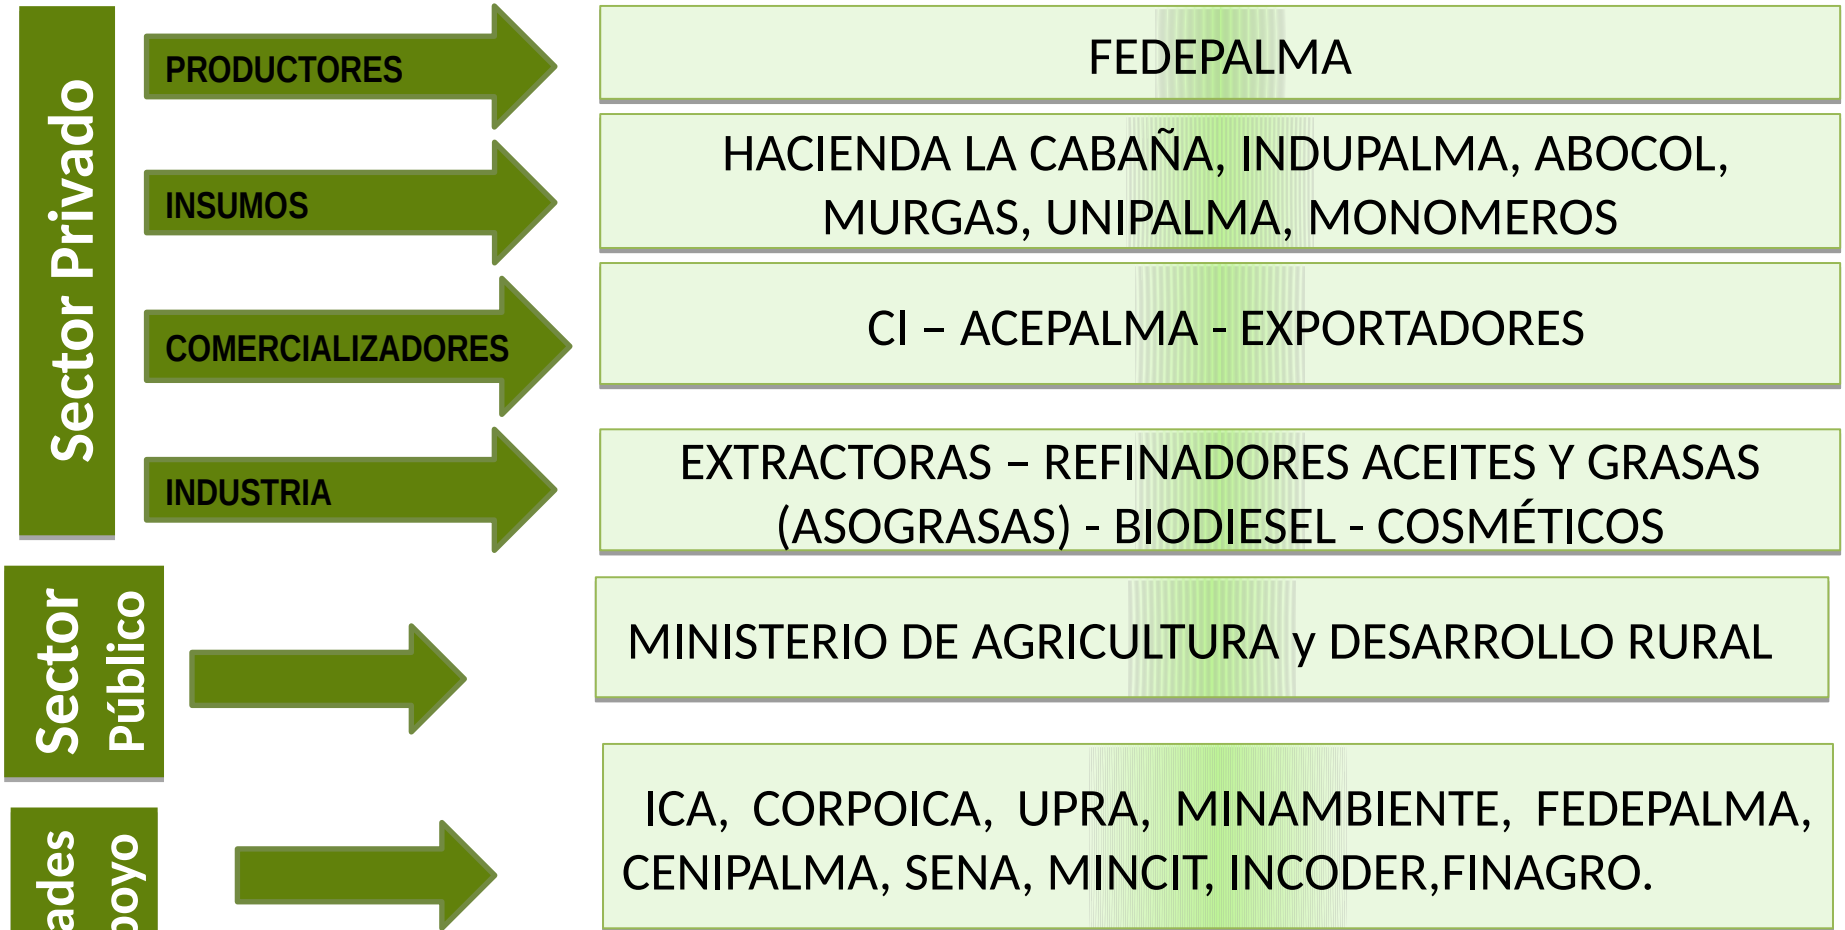 Sector Privado
PRODUCTORES
FEDEPALMA
INSUMOS
HACIENDA LA CABAÑA, INDUPALMA, ABOCOL,
MURGAS, UNIPALMA, MONOMEROS
COMERCIALIZADORES
CI – ACEPALMA - EXPORTADORES
INDUSTRIA
EXTRACTORAS – REFINADORES ACEITES Y GRASAS
(ASOGRASAS) - BIODIESEL - COSMÉTICOS
Sector
Público
MINISTERIO DE AGRICULTURA y DESARROLLO RURAL
ades
poyo
ICA, CORPOICA, UPRA, MINAMBIENTE, FEDEPALMA,
CENIPALMA, SENA, MINCIT, INCODER,FINAGRO.